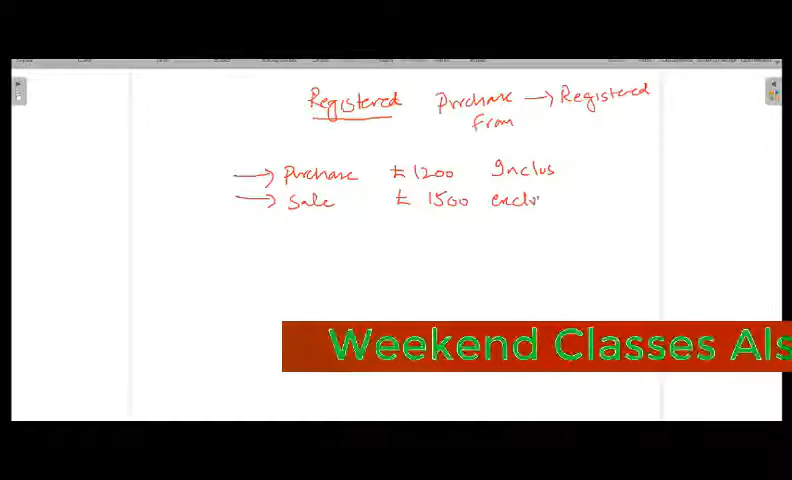 Registered Purchase → Registered
From
→ Purchase £ 1200 Inclus
→ Sale £ 1500 exclu
Weekend Classes Als